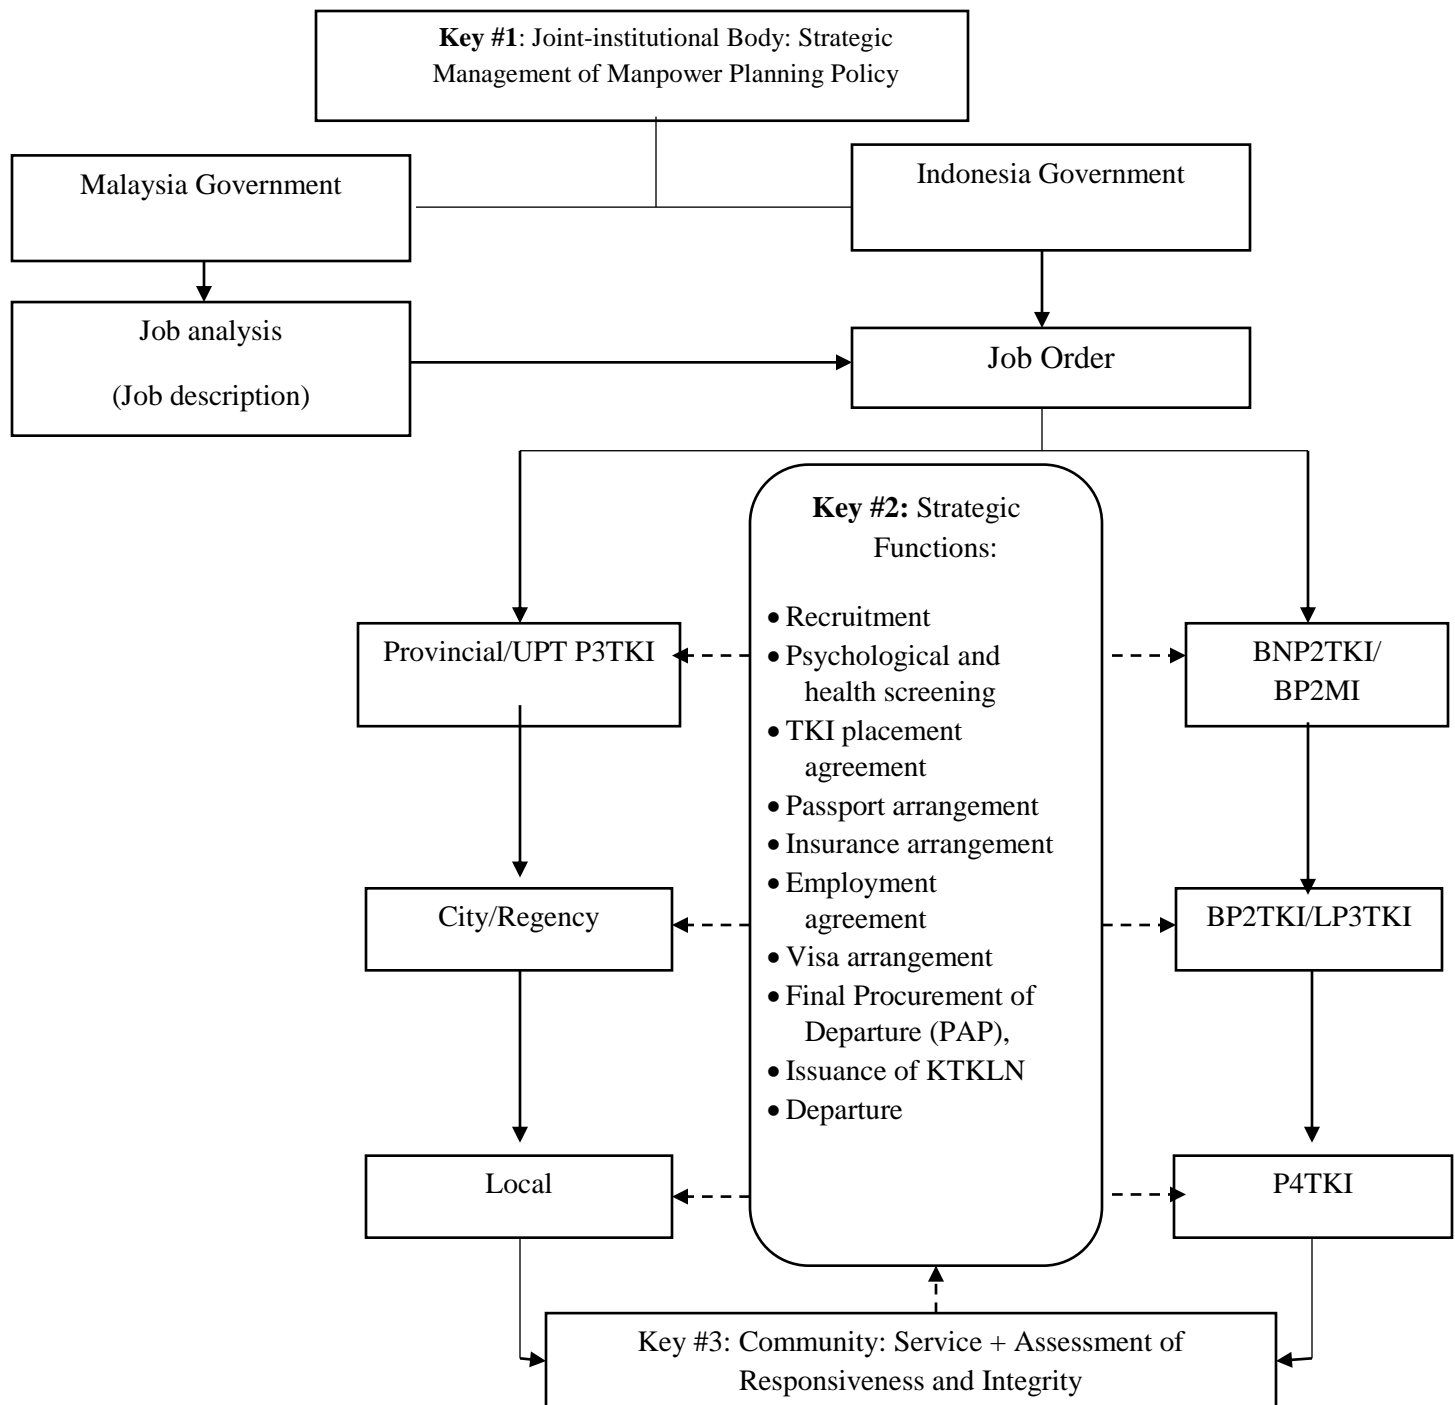 Key #1: Joint-institutional Body: Strategic
Management of Manpower Planning Policy
Malaysia Government
Indonesia Government
Job analysis
(Job description)
Job Order
Key #2: Strategic
Functions:
• Recruitment
• Psychological and
health screening
• TKI placement
agreement
• Passport arrangement
• Insurance arrangement
• Employment
agreement
• Visa arrangement
• Final Procurement of
Departure (PAP),
• Issuance of KTKLN
• Departure
Provincial/UPT P3TKI
BNP2TKI/
BP2MI
City/Regency
BP2TKI/LP3TKI
Local
P4TKI
Key #3: Community: Service + Assessment of
Responsiveness and Integrity